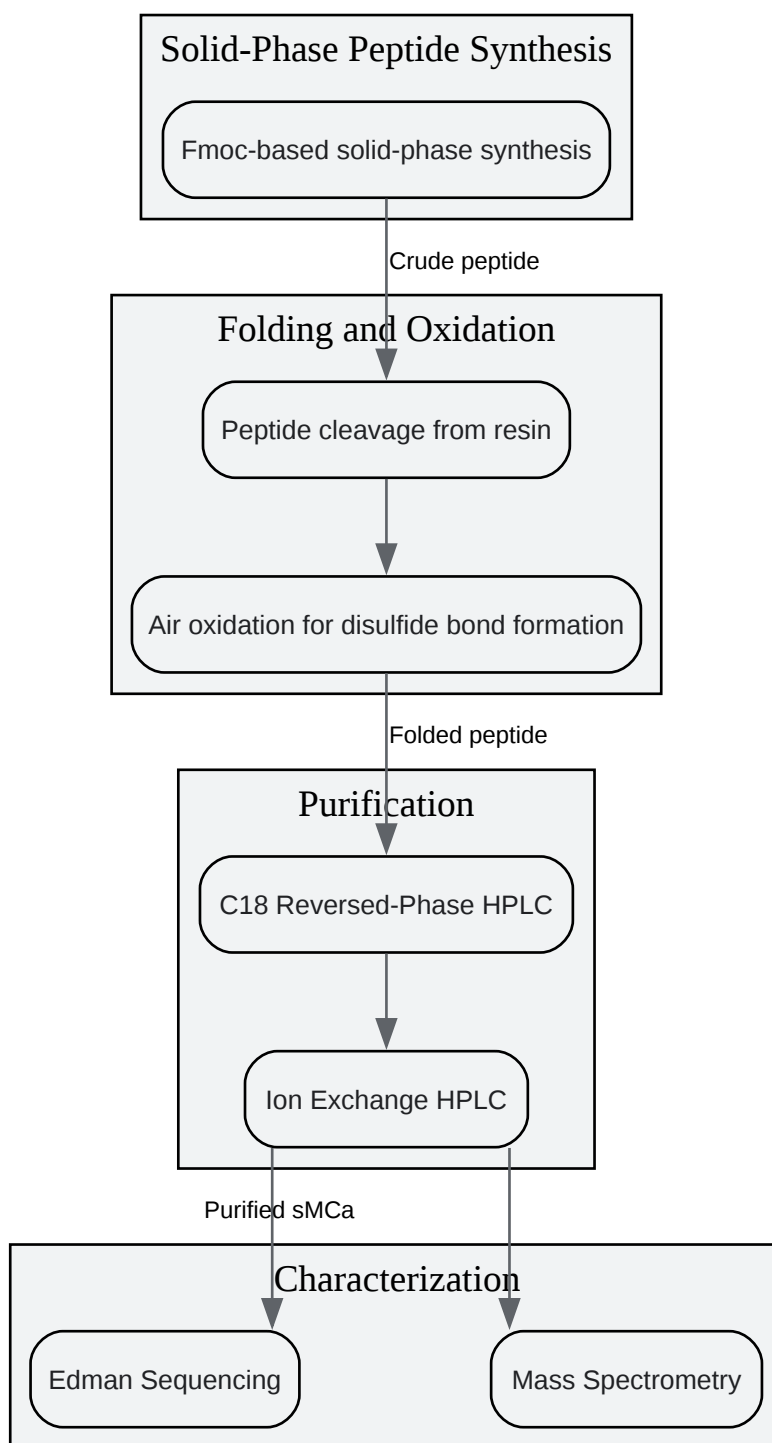 Solid-Phase Peptide Synthesis
Fmoc-based solid-phase synthesis
Crude peptide
Folding and Oxidation
Peptide cleavage from resin
Air oxidation for disulfide bond formation
Folded peptide
Purification
C18 Reversed-Phase HPLC
Ion Exchange HPLC
Purified sMCa
Characterization
Edman Sequencing
Mass Spectrometry